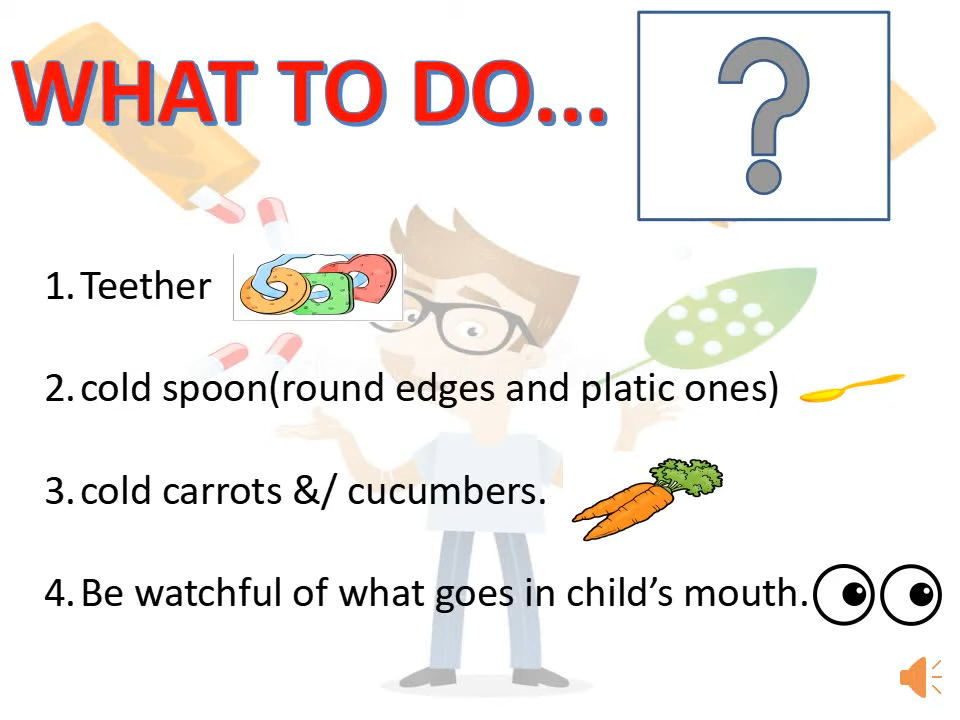 WHAT TO DO...
?
1. Teether
2. cold spoon(round edges and platic ones)
3. cold carrots &/ cucumbers.
4. Be watchful of what goes in child’s mouth.